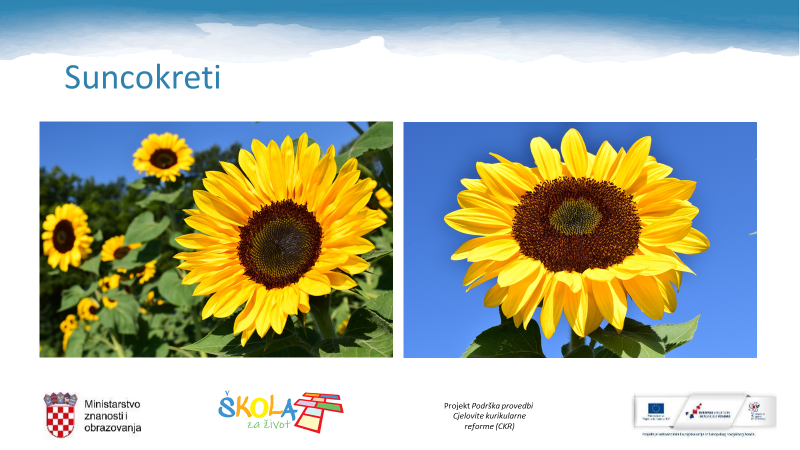 Suncokreti
Ministarstvo
znanosti i
obrazovanja
ŠKOLA
za život
Projekt Podrška provedbi
Cjelovite kurikularne
reforme (CKR)